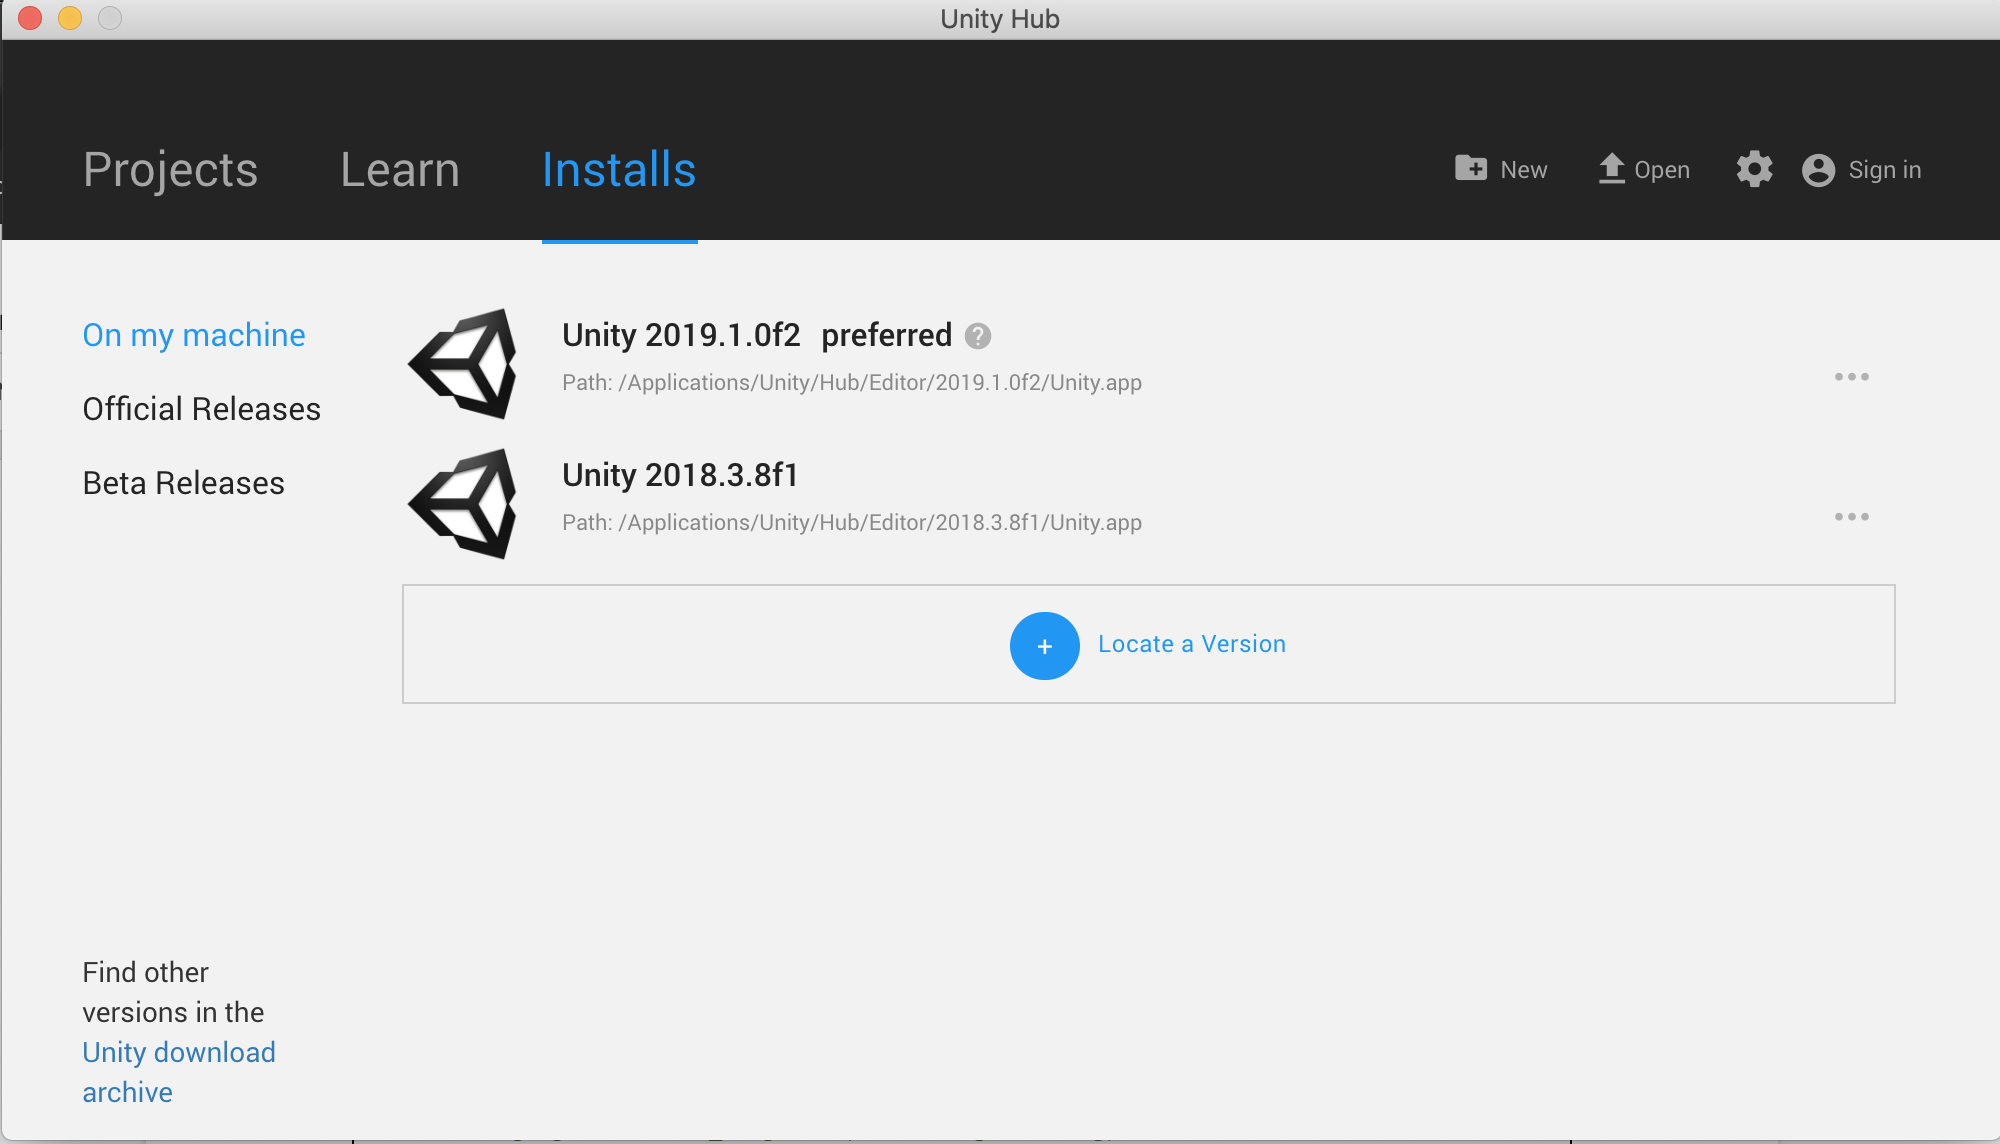 Unity Hub
Projects
Learn
Installs
New
Open
Sign in
On my machine
Official Releases
Beta Releases
Unity 2019.1.0f2 preferred ?
Path: /Applications/Unity/Hub/Editor/2019.1.0f2/Unity.app
Unity 2018.3.8f1
Path: /Applications/Unity/Hub/Editor/2018.3.8f1/Unity.app
+ Locate a Version
Find other
versions in the
Unity download
archive